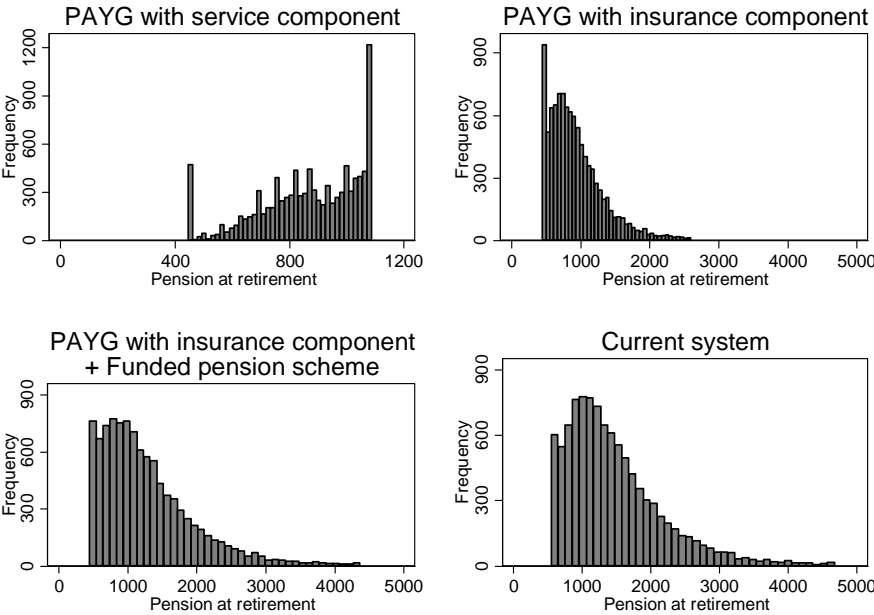 PAYG with service component
Frequency
1200
900
600
300
0
0 400 800 1200
Pension at retirement
PAYG with insurance component
Frequency
900
600
300
0
0 1000 2000 3000 4000 5000
Pension at retirement
PAYG with insurance component
+ Funded pension scheme
Frequency
900
600
300
0
0 1000 2000 3000 4000 5000
Pension at retirement
Current system
Frequency
900
600
300
0
0 1000 2000 3000 4000 5000
Pension at retirement